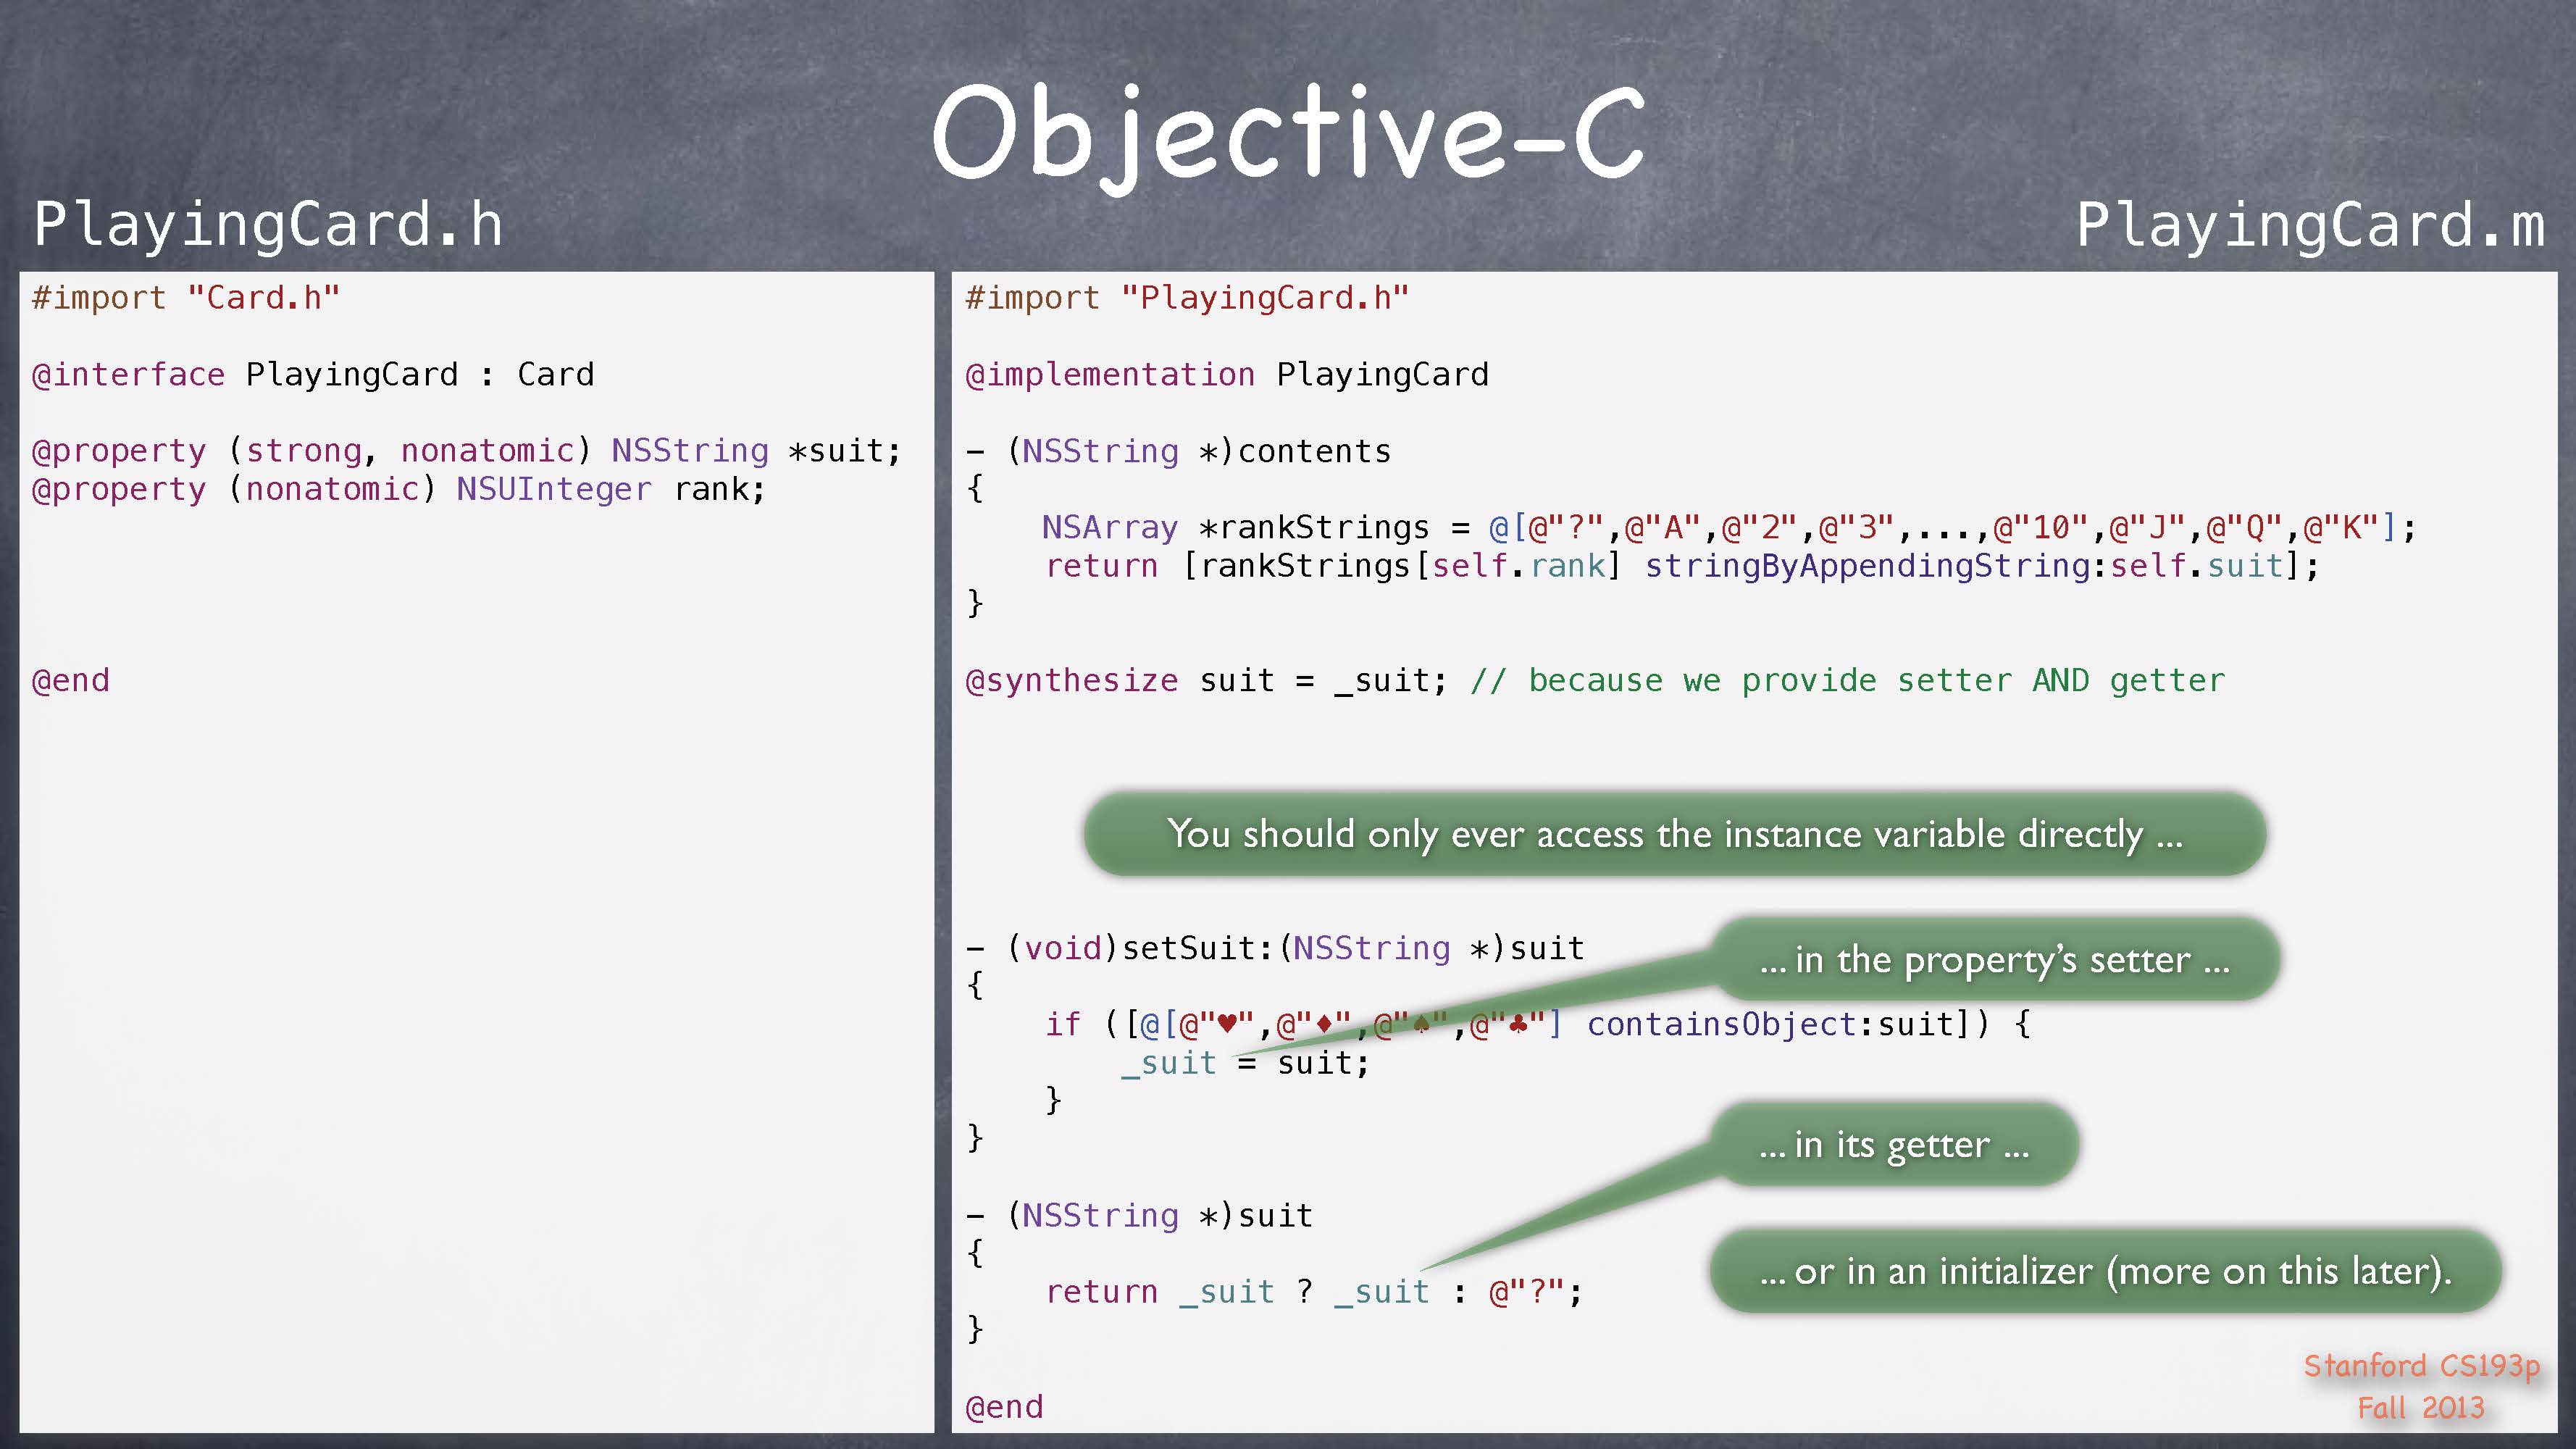 Objective-C
PlayingCard.h
#import "Card.h"
@interface PlayingCard : Card
@property (strong, nonatomic) NSString *suit;
@property (nonatomic) NSUInteger rank;
@end
PlayingCard.m
#import "PlayingCard.h"
@implementation PlayingCard
- (NSString *)contents
{
    NSArray *rankStrings = @[@"?",@"A",@"2",@"3",...,@"10",@"J",@"Q",@"K"];
    return [rankStrings[self.rank] stringByAppendingString:self.suit];
}
@synthesize suit = _suit; // because we provide setter AND getter
You should only ever access the instance variable directly ...
- (void)setSuit:(NSString *)suit
... in the property's setter ...
{
    if ([@[@"♥",@"♦",@"♠",@"♣"] containsObject:suit]) {
        _suit = suit;
    }
}
... in its getter ...
- (NSString *)suit
{
... or in an initializer (more on this later).
    return _suit ? _suit : @"?";
}
@end
Stanford CS193p
Fall 2013